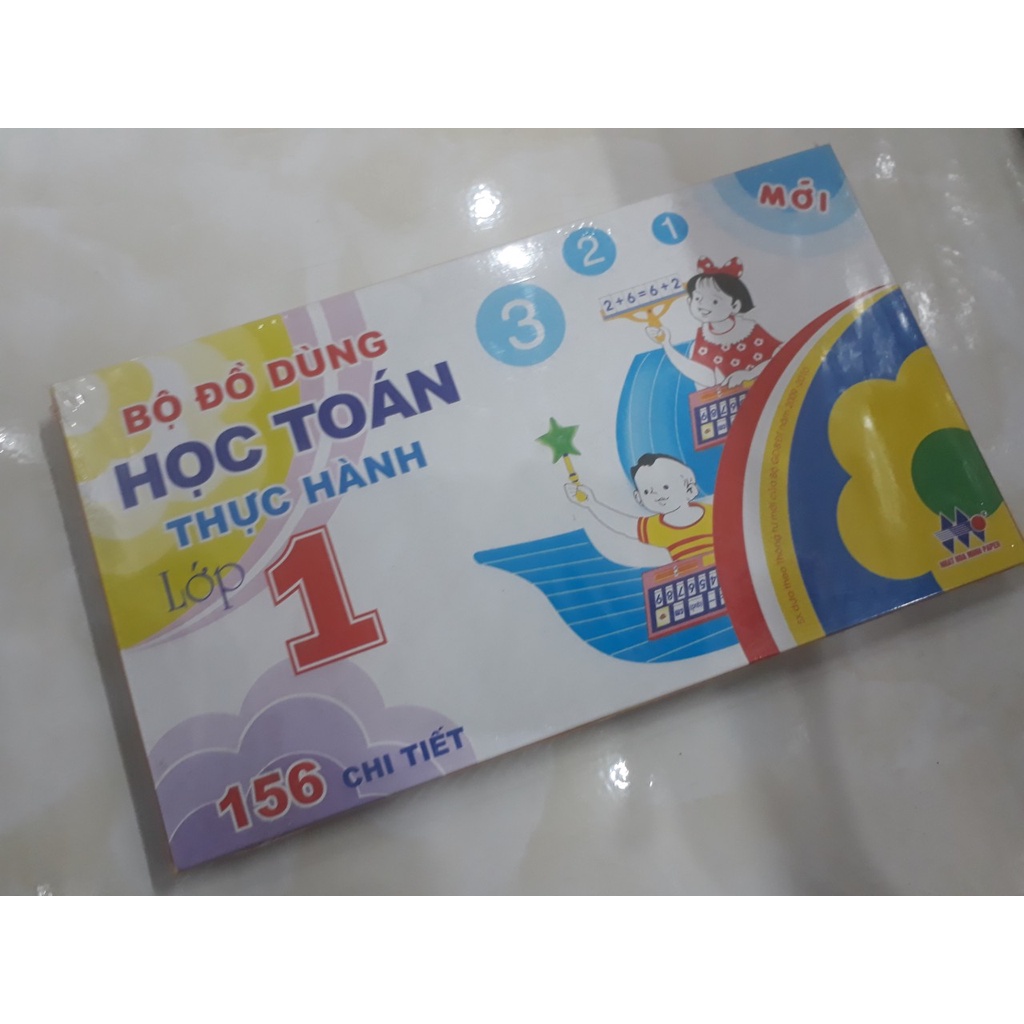 MỚI
1
2
3
2+6=6+2
BỘ ĐỒ DÙNG
HỌC TOÁN
THỰC HÀNH
Lớp 1
156 CHI TIẾT